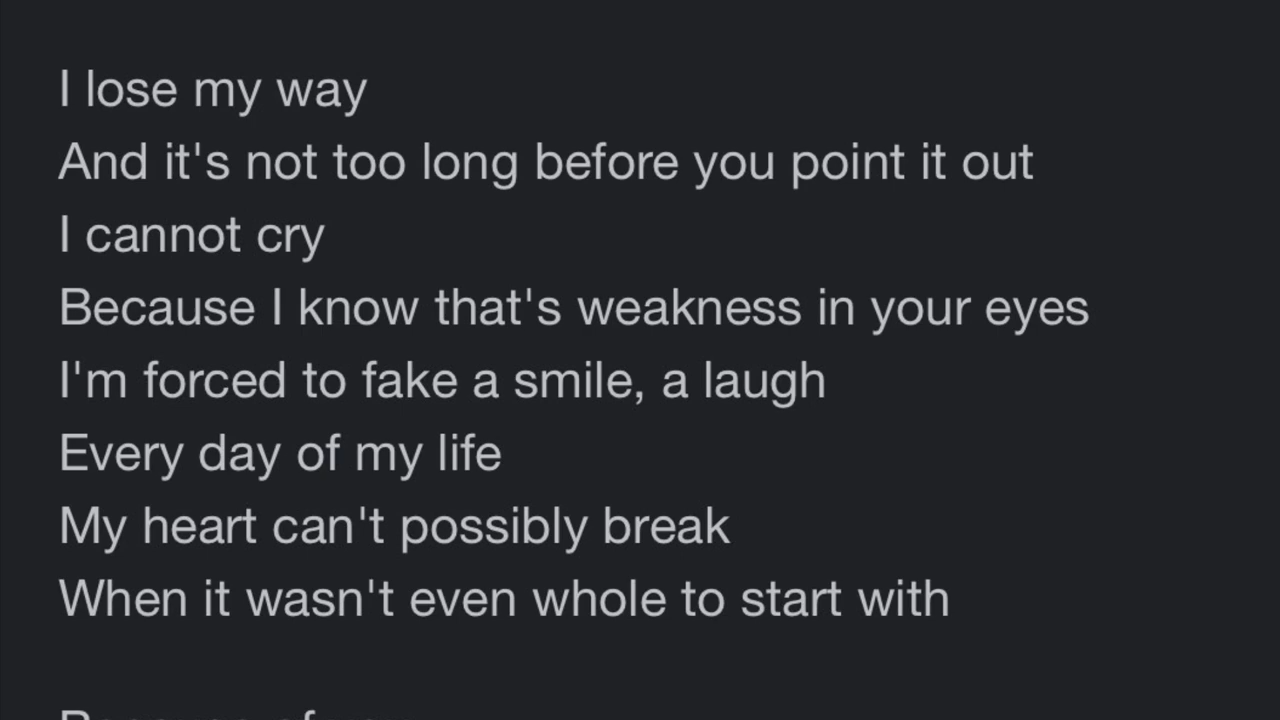 I lose my way
And it's not too long before you point it out
I cannot cry
Because I know that's weakness in your eyes
I'm forced to fake a smile, a laugh
Every day of my life
My heart can't possibly break
When it wasn't even whole to start with